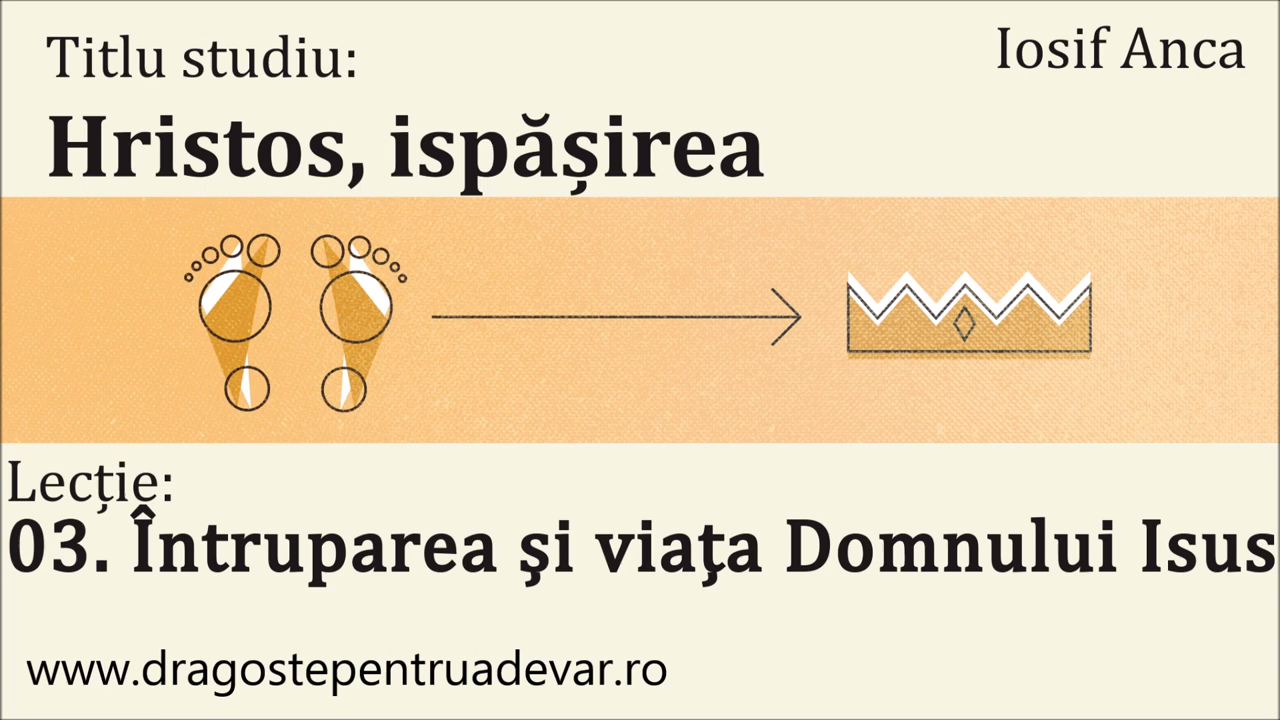 Titlu studiu:
Iosif Anca
Hristos, ispășirea
Lecție:
03. Întruparea şi viaţa Domnului Isus
www.dragostepentruadevar.ro